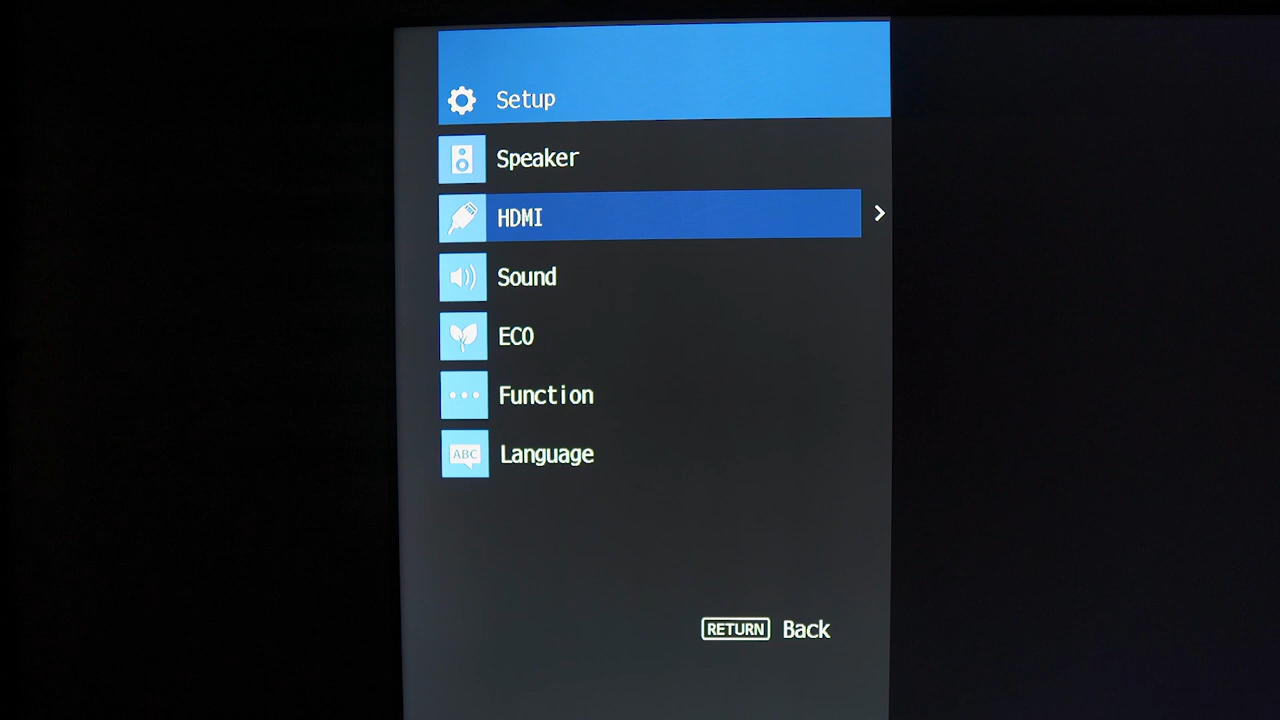 Setup
Speaker
HDMI
Sound
ECO
Function
ABC
Language
RETURN Back